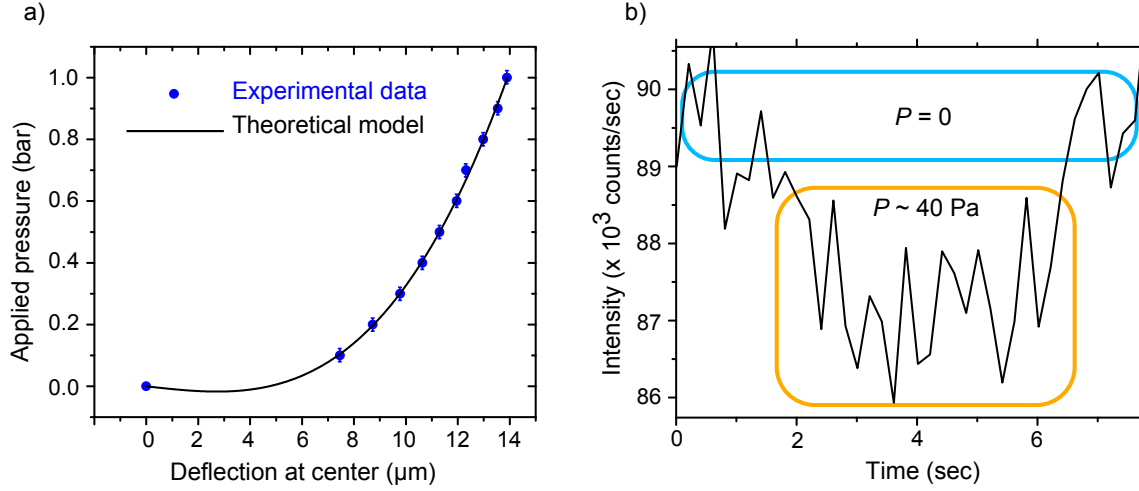 a)
1.0
0.8
0.6
0.4
0.2
0.0
Applied pressure (bar)
Experimental data
Theoretical model
0 2 4 6 8 10 12 14
Deflection at center (µm)
b)
90
89
88
87
86
Intensity (x 10³ counts/sec)
P = 0
P ~ 40 Pa
0 2 4 6
Time (sec)